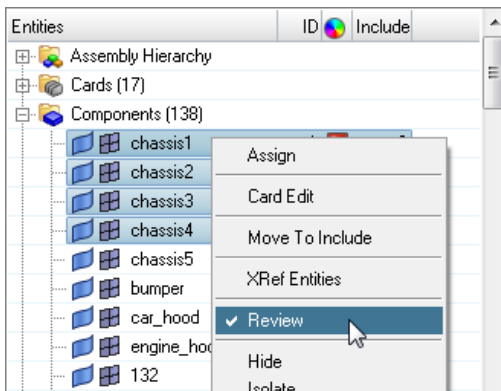 Entities ID Include
Assembly Hierarchy
Cards (17)
Components (138)
chassis1
chassis2
chassis3
chassis4
chassis5
bumper
car_hood
engine_hoo
132
Assign
Card Edit
Move To Include
XRef Entities
Review
Hide
Isolate